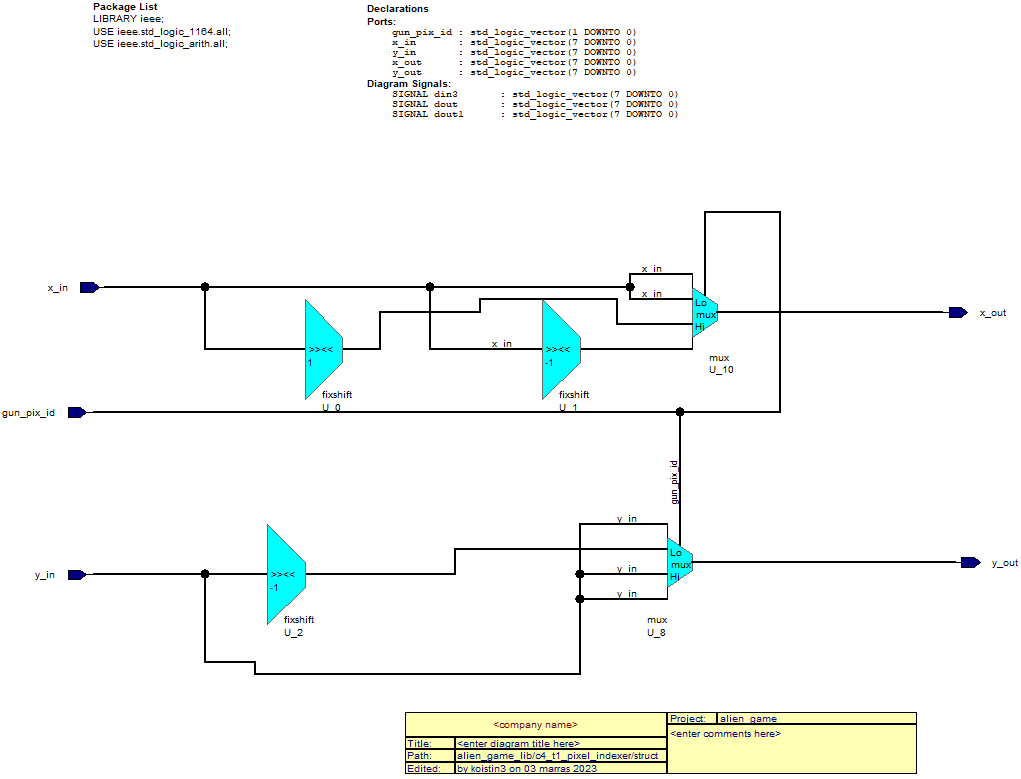 Package List
LIBRARY ieee;
USE ieee.std_logic_1164.all;
USE ieee.std_logic_arith.all;
Declarations
Ports:
gun_pix_id : std_logic_vector(1 DOWNTO 0)
x_in : std_logic_vector(7 DOWNTO 0)
y_in : std_logic_vector(7 DOWNTO 0)
x_out : std_logic_vector(7 DOWNTO 0)
y_out : std_logic_vector(7 DOWNTO 0)
Diagram Signals:
SIGNAL din3 : std_logic_vector(7 DOWNTO 0)
SIGNAL dout : std_logic_vector(7 DOWNTO 0)
SIGNAL dout1 : std_logic_vector(7 DOWNTO 0)
x_in
x_in
x_in
Lo
mux
Hi
x_out
x_in
>><<
1
>><<
-1
mux
U_10
fixshift
U_0
fixshift
U_1
gun_pix_id
gun_pix_id
y_in
Lo
mux
Hi
y_out
y_in
>><<
-1
y_in
y_in
fixshift
U_2
mux
U_8
<company name>
Project: alien_game
<enter comments here>
Title: <enter diagram title here>
Path: alien_game_lib/c4_t1_pixel_indexer/struct
Edited: by koistin3 on 03 marras 2023